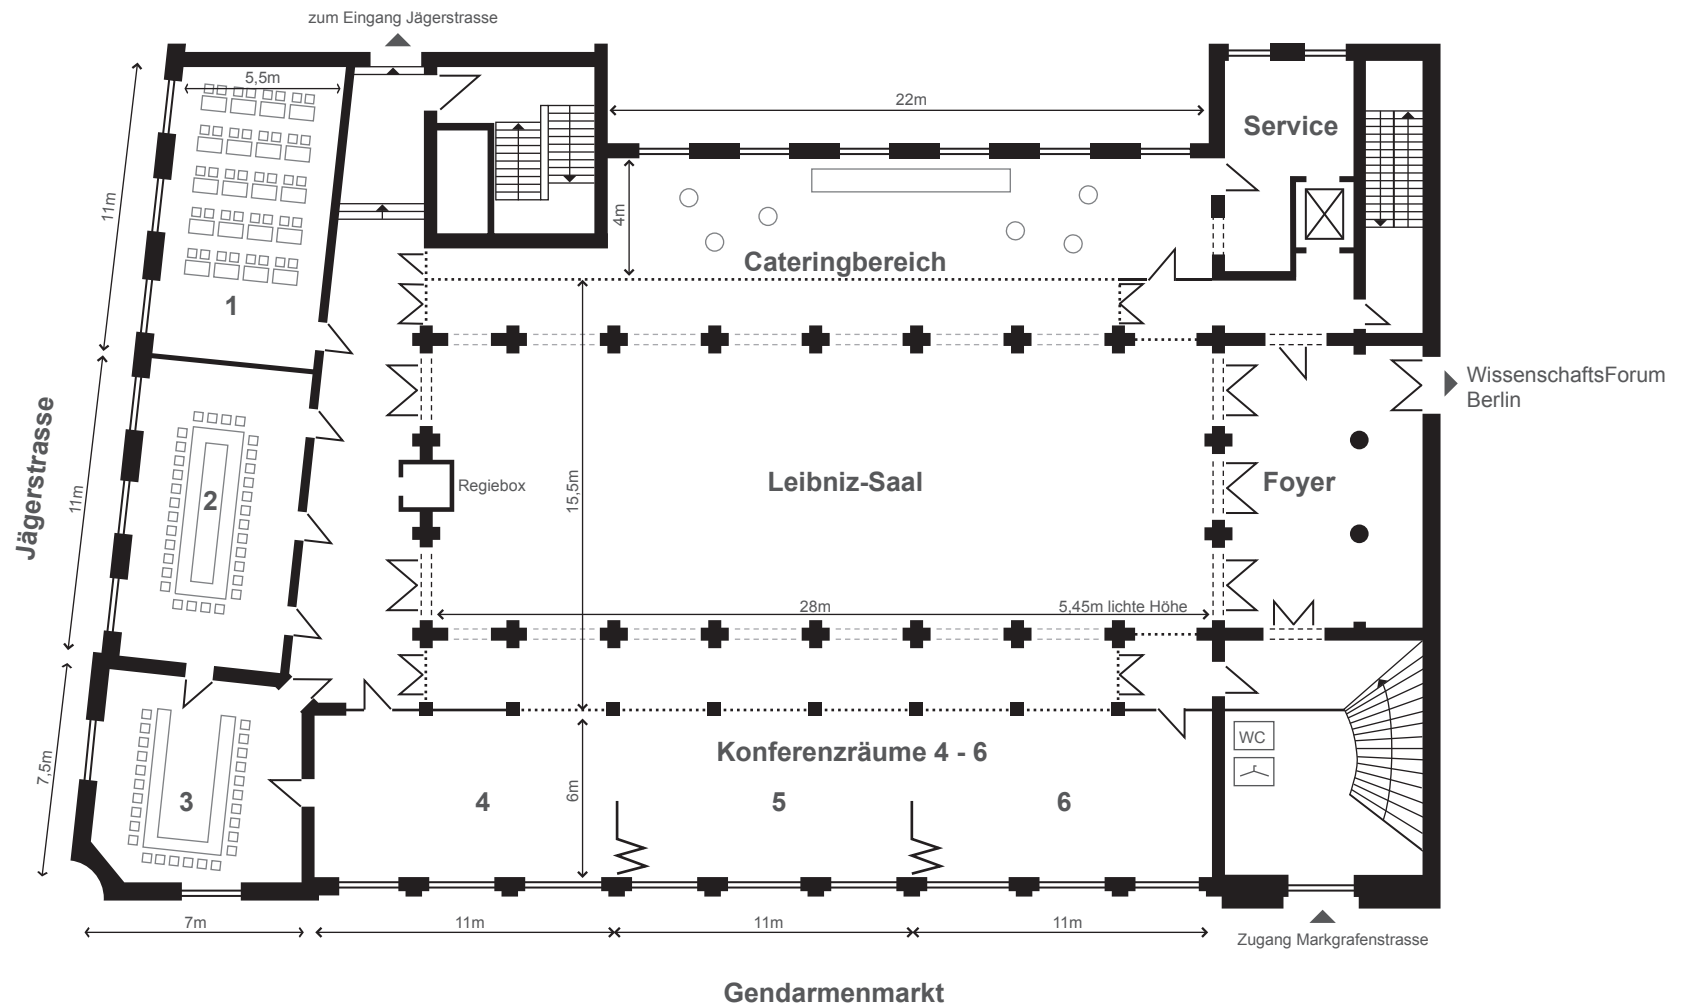 zum Eingang Jägerstrasse
5,5m
22m
Service
11m
4m
Cateringbereich
1
WissenschaftsForum
Berlin
Jägerstrasse
11m
2
Regiebox
15,5m
Leibniz-Saal
Foyer
28m
5,45m lichte Höhe
7,5m
3
Konferenzräume 4 - 6
WC
4
6m
5
6
7m
11m
11m
11m
Zugang Markgrafenstrasse
Gendarmenmarkt